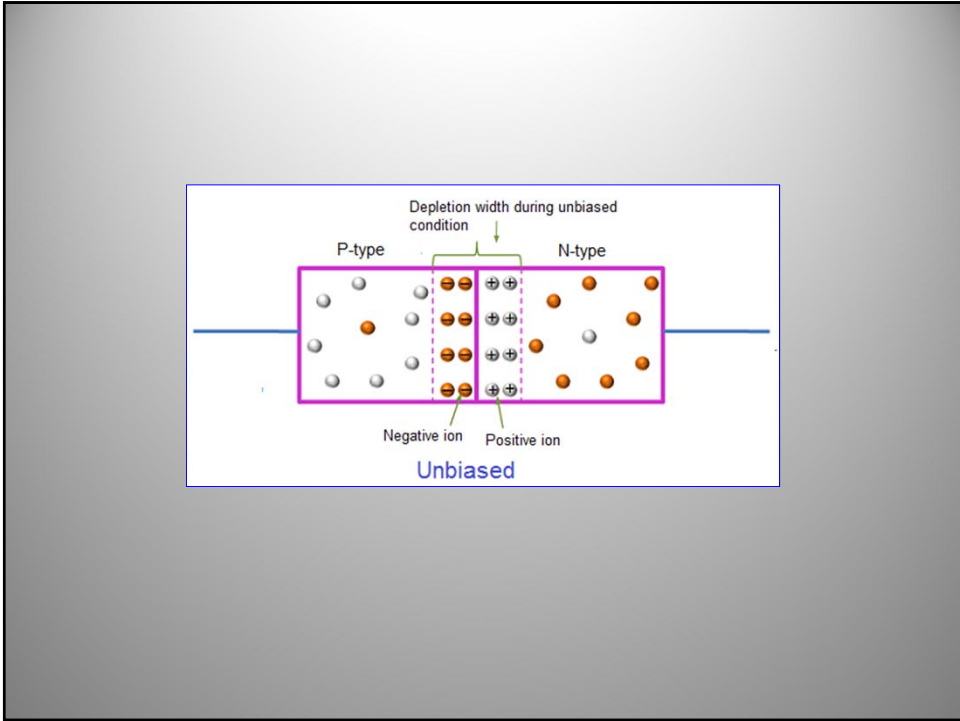 Depletion width during unbiased
condition
P-type
N-type
Negative ion
Positive ion
Unbiased